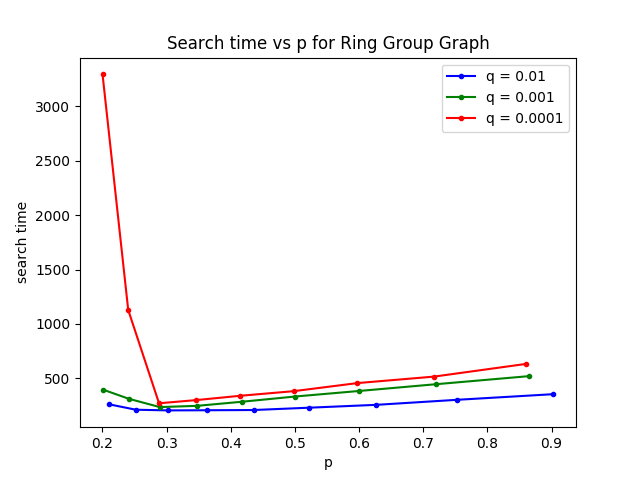 Search time vs p for Ring Group Graph
q = 0.01
q = 0.001
q = 0.0001
search time
3000
2500
2000
1500
1000
500
0.2 0.3 0.4 0.5 0.6 0.7 0.8 0.9
p